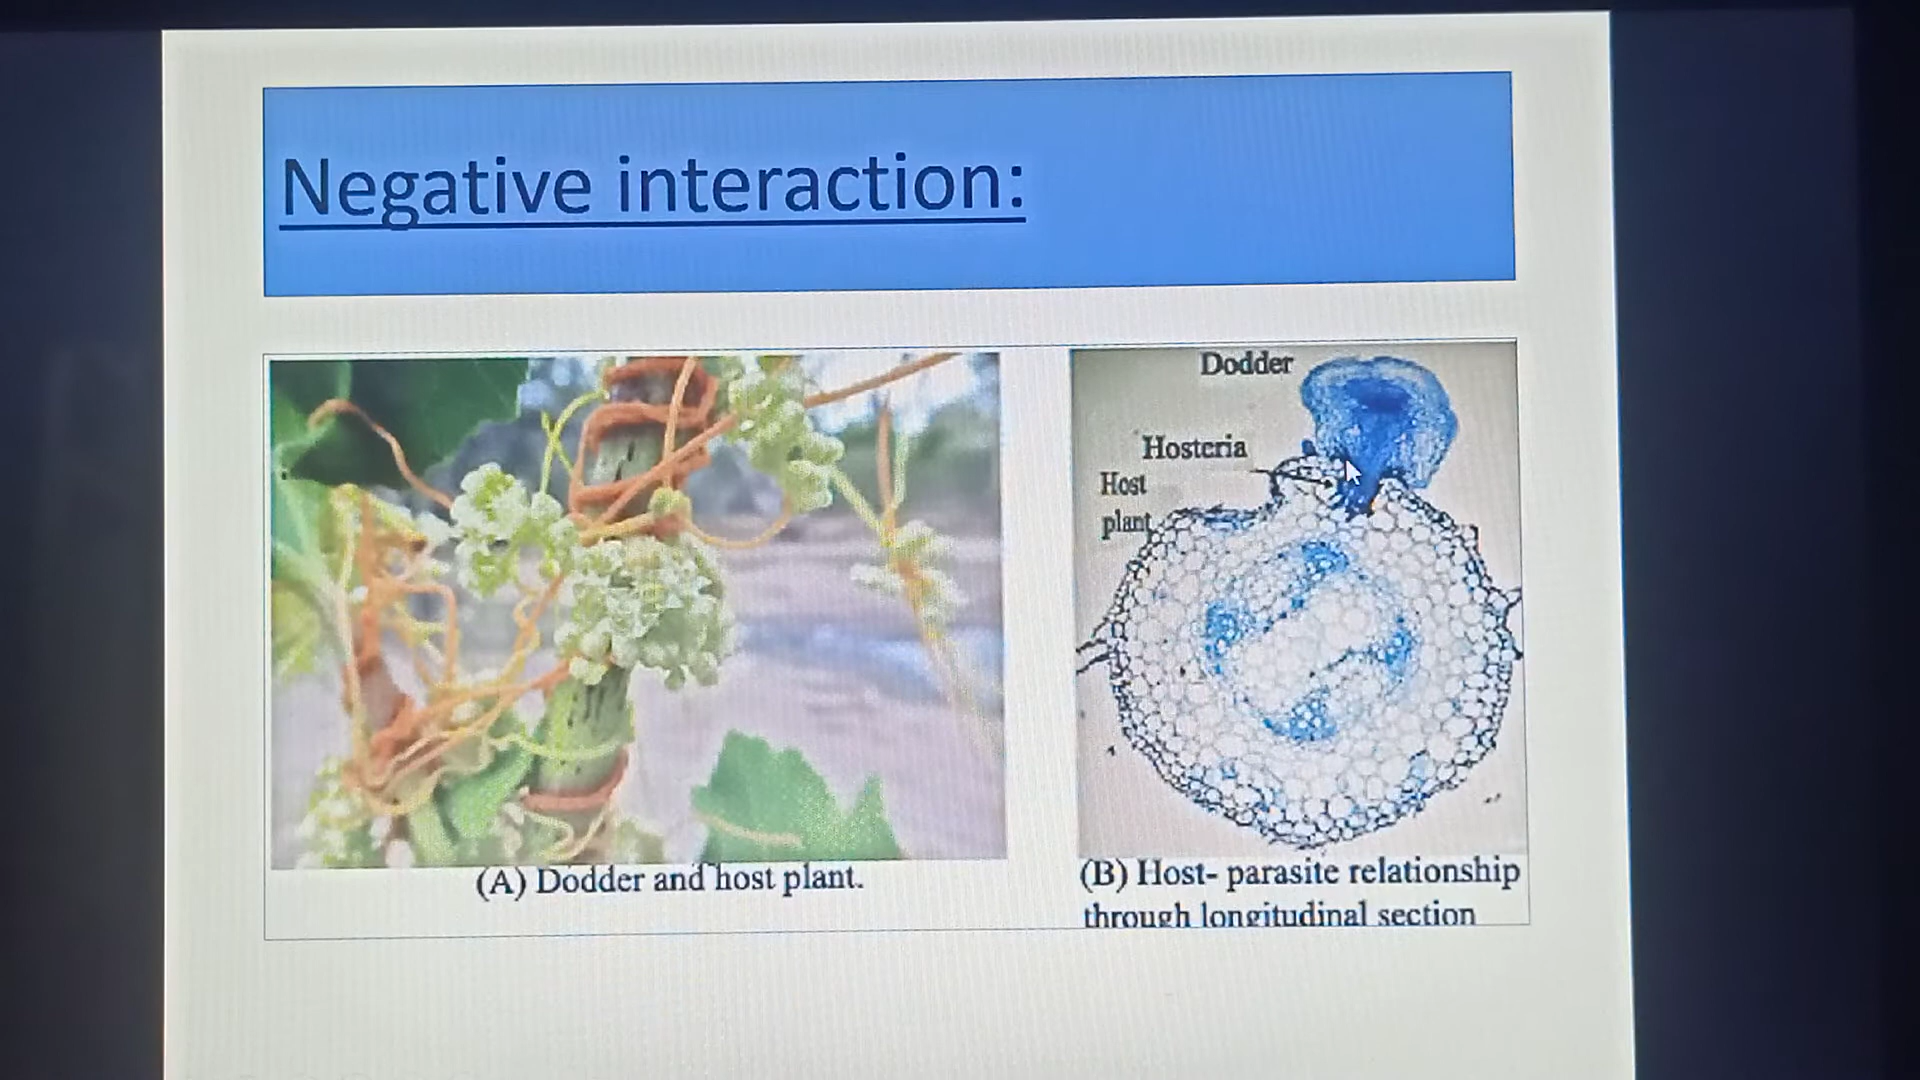 Negative interaction:
Dodder
Hosteria
Host
plant
(A) Dodder and host plant.
(B) Host- parasite relationship
through longitudinal section